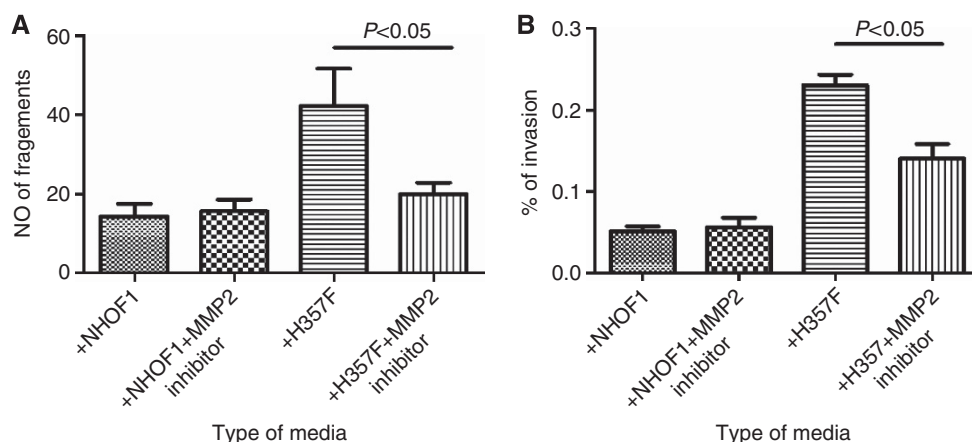 A
NO of fragements
60
40
20
0
P<0.05
+NHOF1
+NHOF1+MMP2
inhibitor
+H357F
+H357F+MMP2
inhibitor
Type of media
B
% of invasion
0.3
0.2
0.1
0.0
P<0.05
+NHOF1
+NHOF1+MMP2
inhibitor
+H357F
+H357+MMP2
inhibitor
Type of media